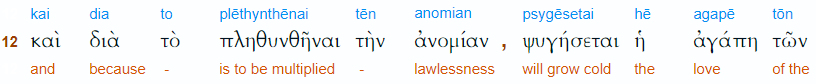 kai dia to plēthynthēnai tēn anomian psygēsetai hē agapē tōn
12 καὶ διὰ τὸ πληθυνθῆναι τὴν ἀνομίαν , ψυγήσεται ἡ ἀγάπη τῶν
and because - is to be multiplied - lawlessness will grow cold the love of the